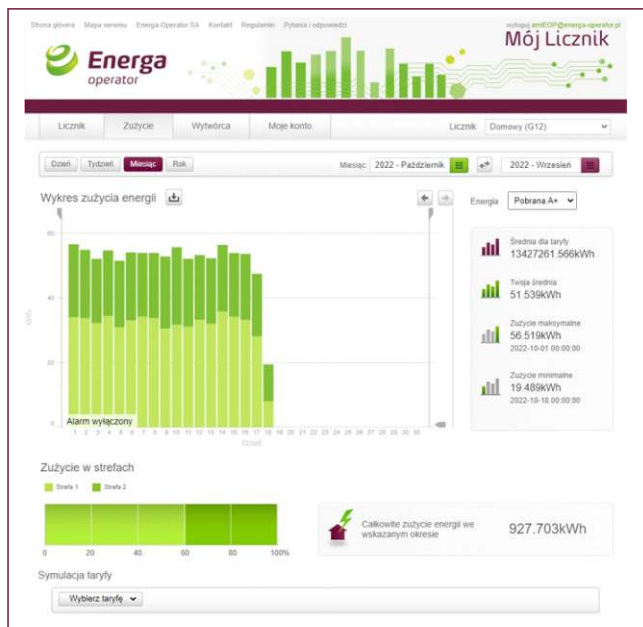 Strona główna Mapa serwisu Energa-Operator SA Kontakt Regulamin Pytania i odpowiedzi
wyloguj amiEOP@energa-operator.pl
Energa
operator
Mój Licznik
Licznik Zużycie Wytwórca Moje konto Licznik Domowy (G12)
Dzień Tydzień Miesiąc Rok Miesiąc: 2022 - Październik 2022 - Wrzesień
Wykres zużycia energii
Energia Pobrana A+
60
40
20
0
kWh
Alarm wyłączony
1 2 3 4 5 6 7 8 9 10 11 12 13 14 15 16 17 18 19 20 21 22 23 24 25 26 27 28 29 30
Dzień
Średnia dla taryfy
13427261.566kWh
Twoja średnia
51.539kWh
Zużycie maksymalne
56.519kWh
2022-10-01 00:00:00
Zużycie minimalne
19.489kWh
2022-10-18 00:00:00
Zużycie w strefach
Strefa 1 Strefa 2
0 20 40 60 80 100%
Całkowite zużycie energii we
wskazanym okresie
927.703kWh
Symulacja taryfy
Wybierz taryfę